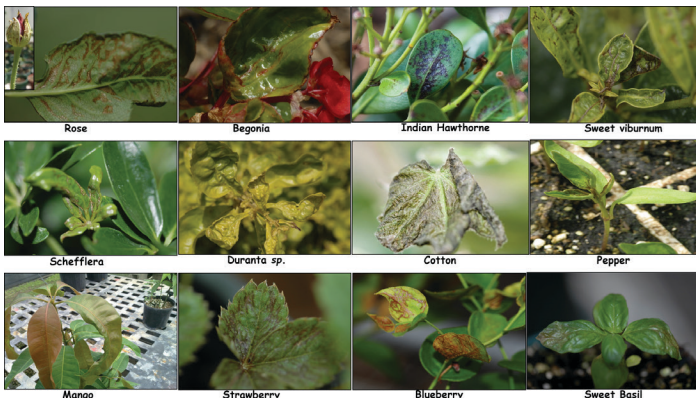 Rose
Begonia
Indian Hawthorne
Sweet viburnum
Schefflera
Duranta sp.
Cotton
Pepper
Mango
Strawberry
Blueberry
Sweet Basil